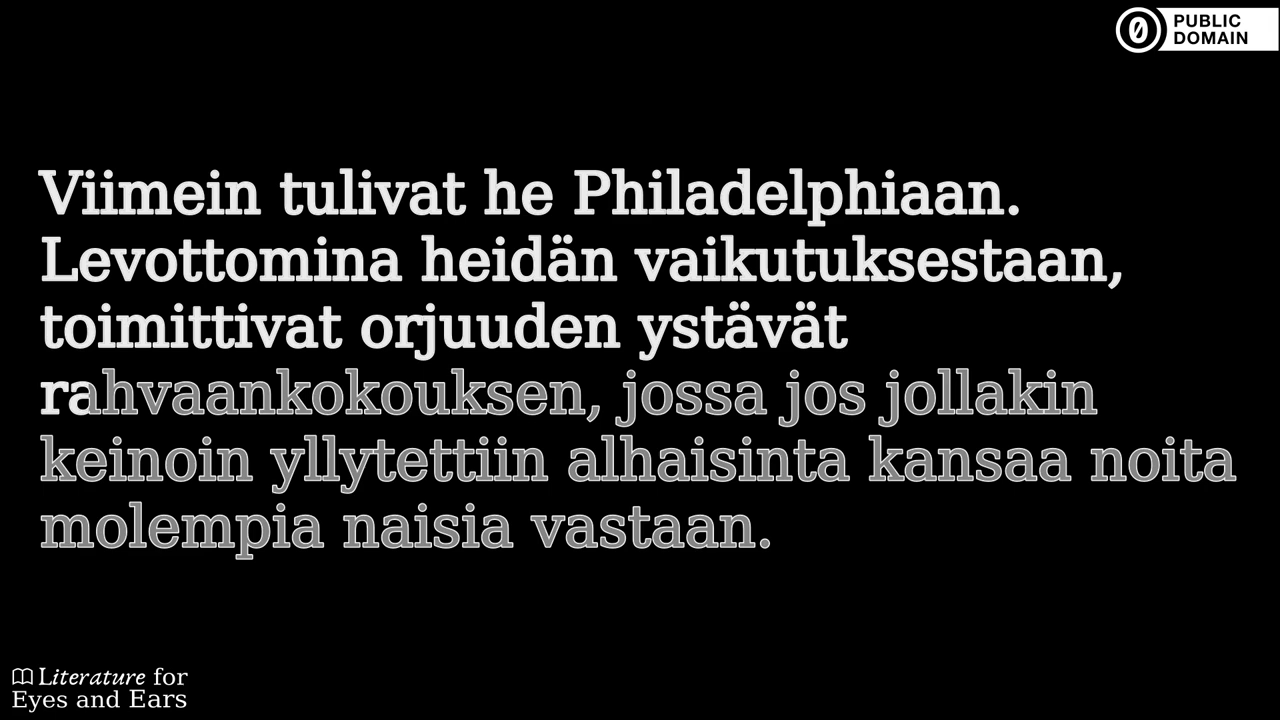 PUBLIC
DOMAIN
Viimein tulivat he Philadelphiaan.
Levottomina heidän vaikutuksestaan,
toimittivat orjuuden ystävät
rahvaankokouksen, jossa jos jollakin
keinoin yllytettiin alhaisinta kansaa noita
molempia naisia vastaan.
Literature for
Eyes and Ears